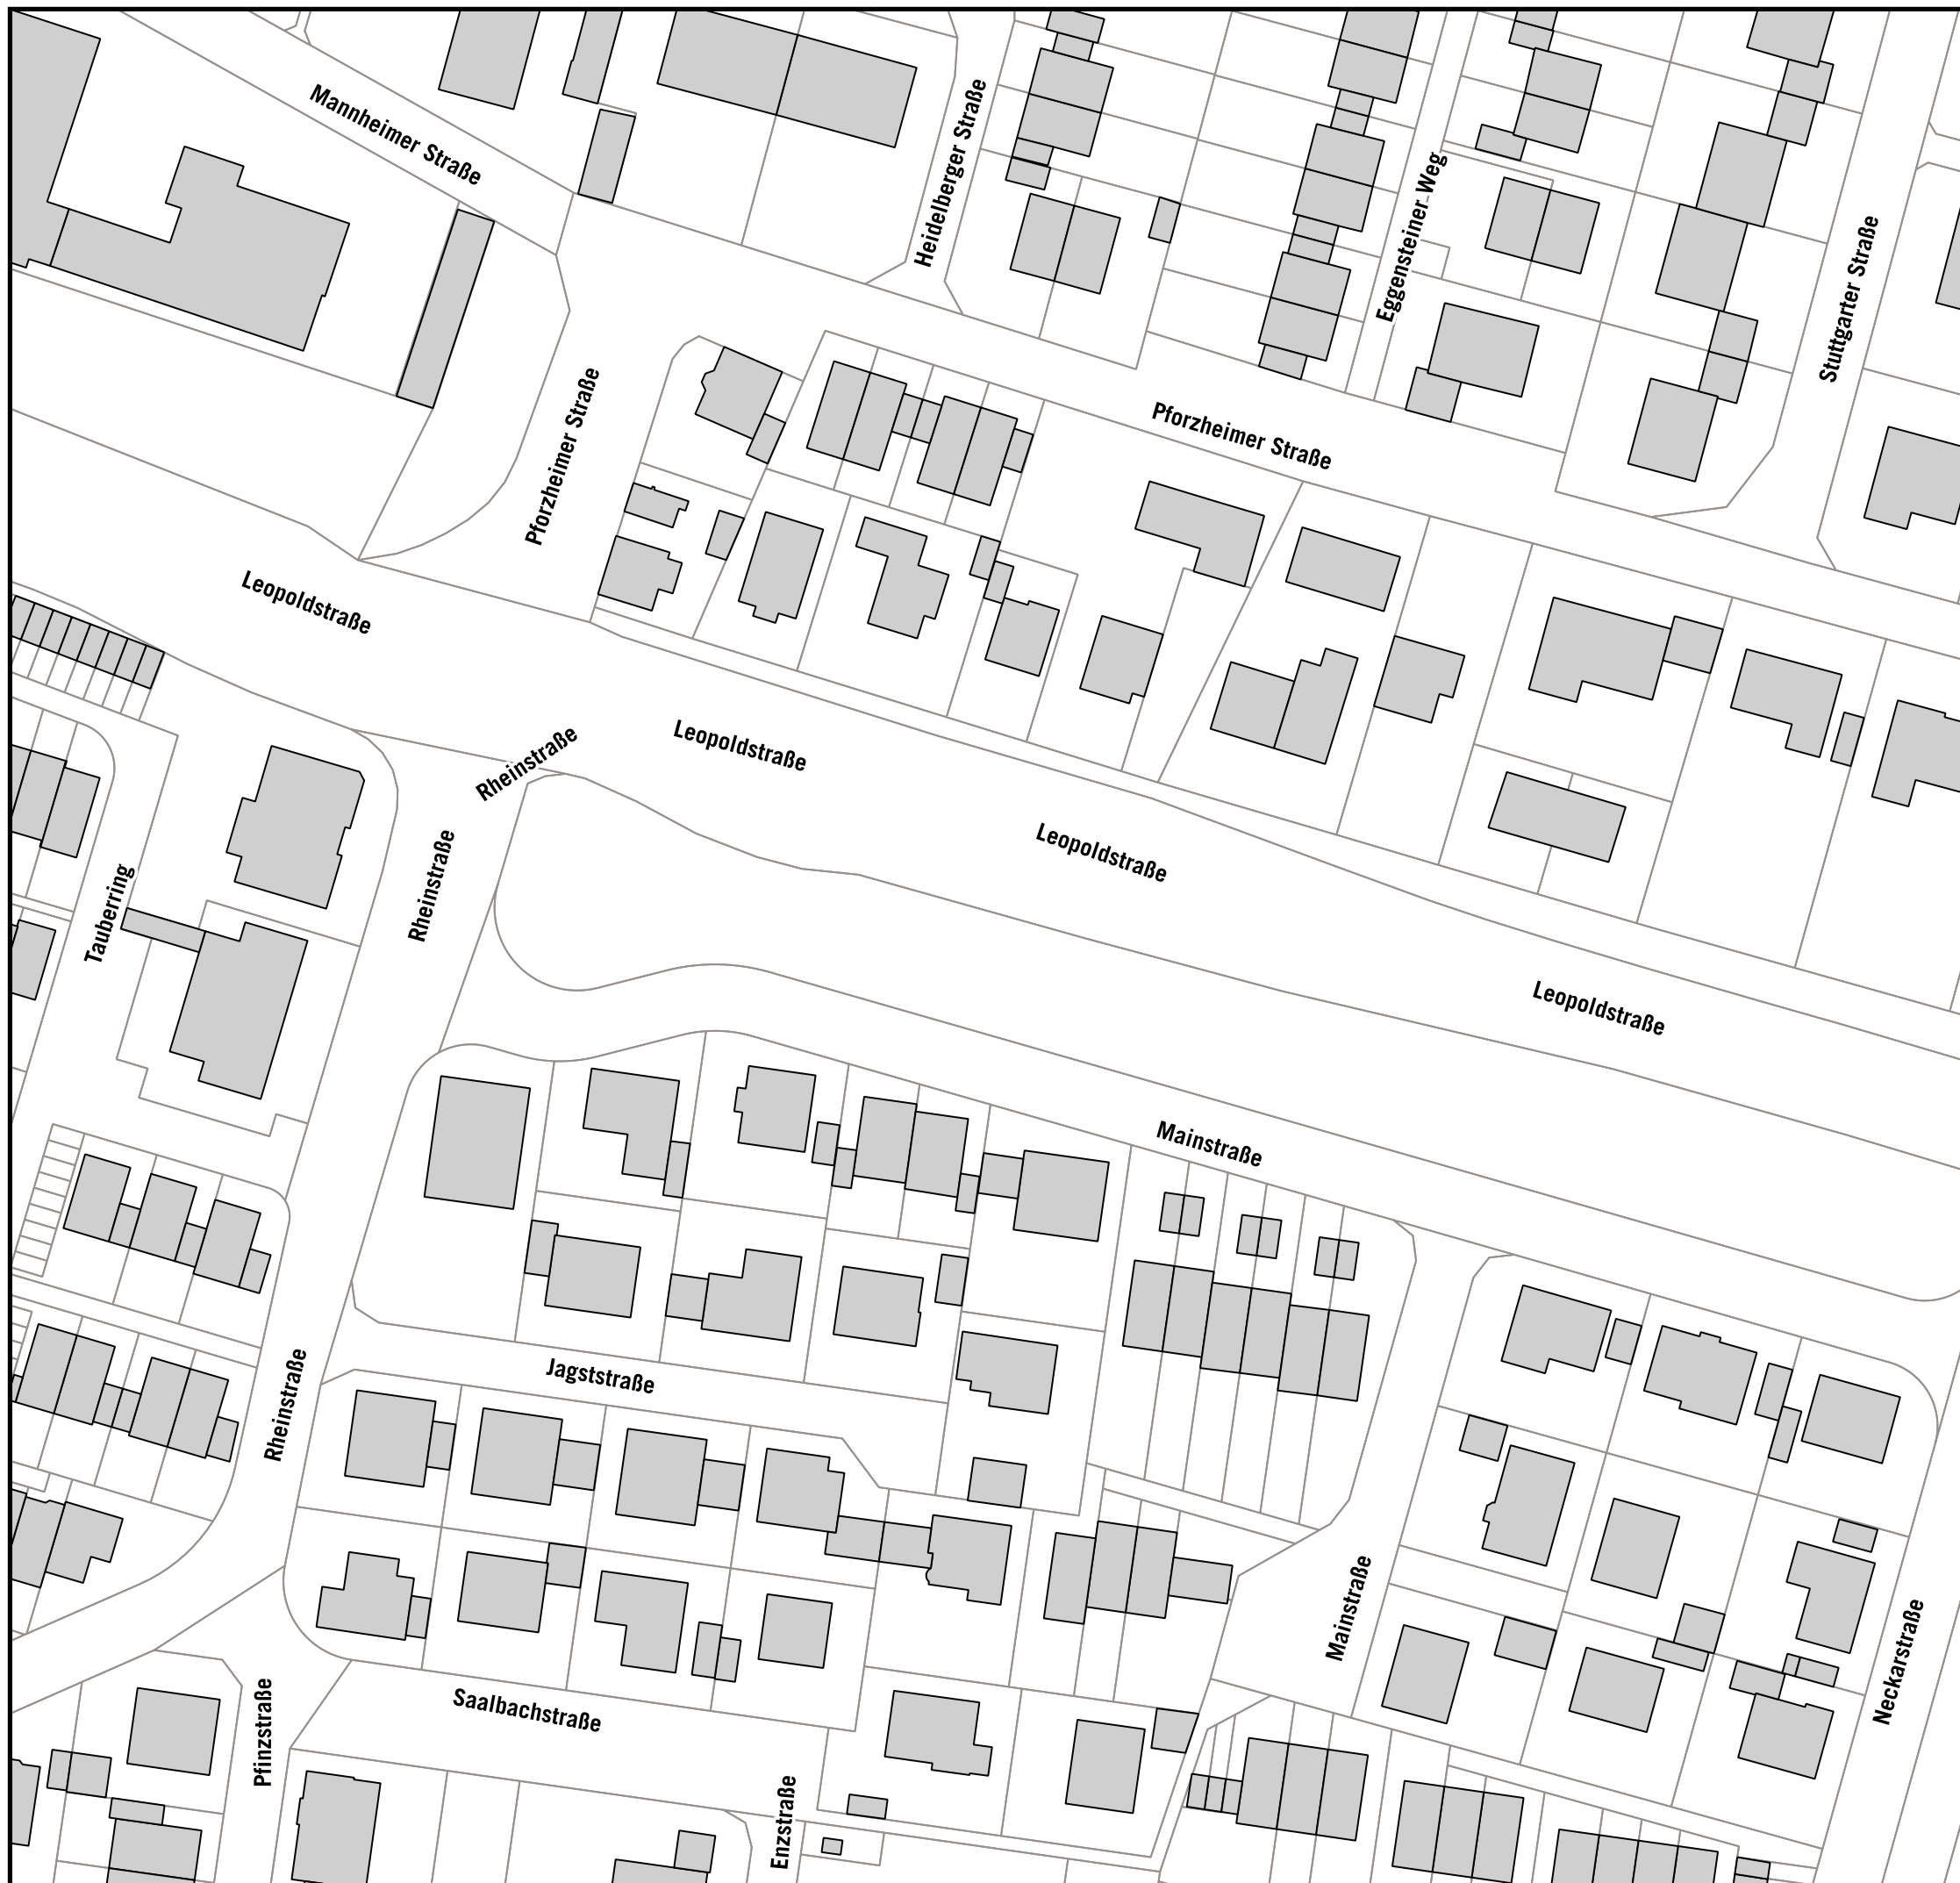 Mannheimer Straße
Heidelberger Straße
Eggensteiner Weg
Stuttgarter Straße
Pforzheimer Straße
Pforzheimer Straße
Leopoldstraße
Rheinstraße
Leopoldstraße
Leopoldstraße
Rheinstraße
Tauberring
Leopoldstraße
Mainstraße
Rheinstraße
Jagststraße
Mainstraße
Neckarstraße
Saalbachstraße
Pfinzstraße
Enzstraße